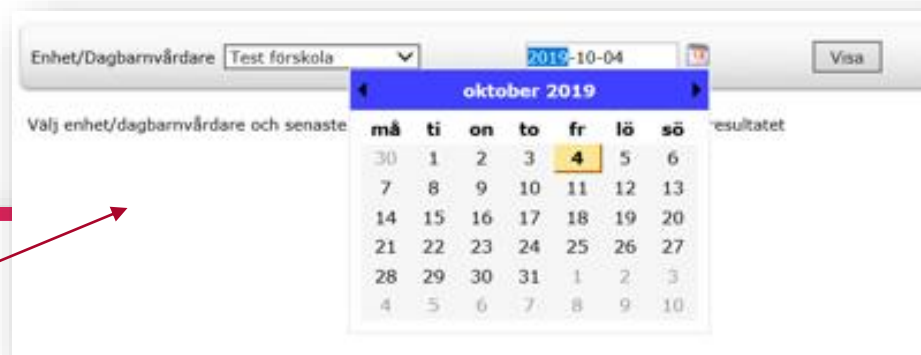 Enhet/Dagbarnvårdare Test förskola 2019-10-04 Visa
oktober 2019
Välj enhet/dagbarnvårdare och senaste resultatet
må ti on to fr lö sö
30 1 2 3 4 5 6
7 8 9 10 11 12 13
14 15 16 17 18 19 20
21 22 23 24 25 26 27
28 29 30 31 1 2 3
4 5 6 7 8 9 10